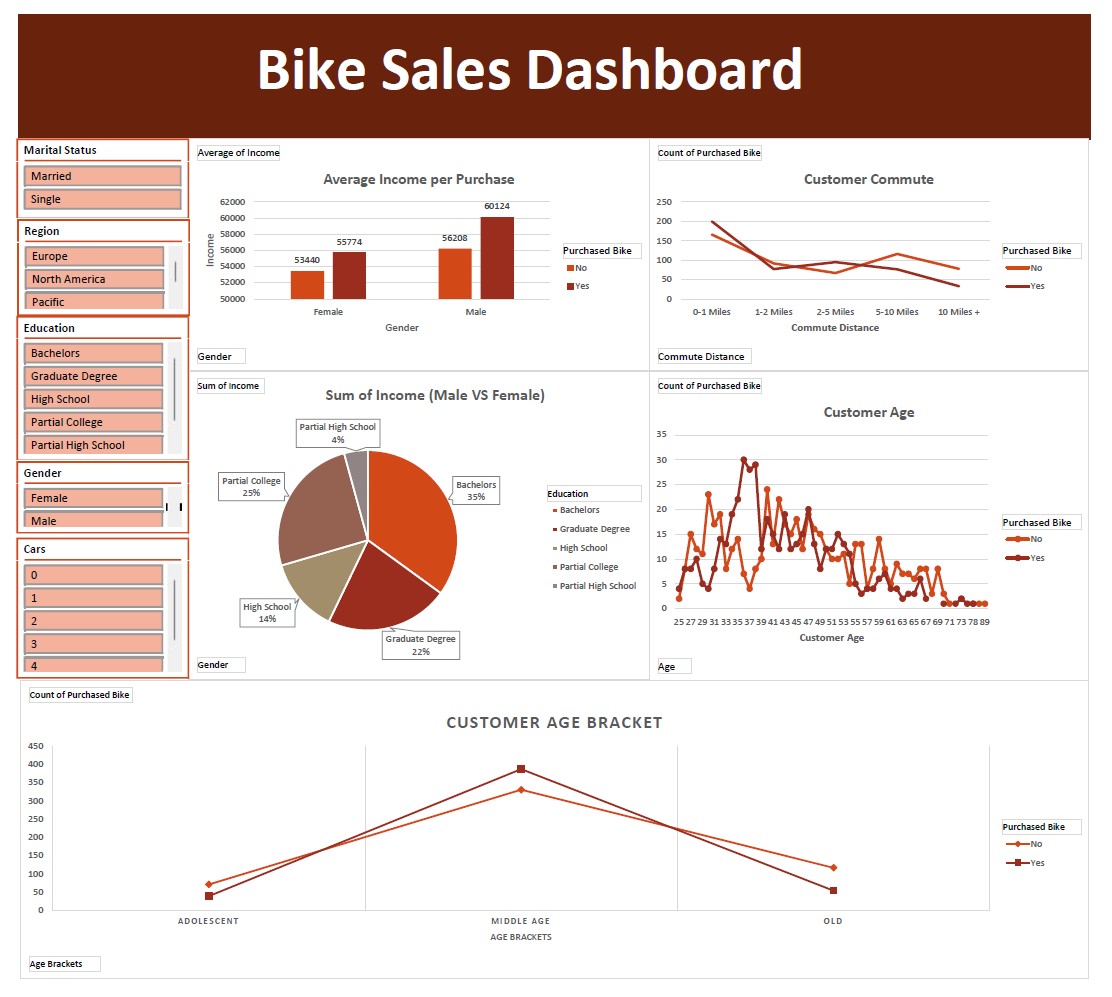 Bike Sales Dashboard
Marital Status
Married
Single
Region
Europe
North America
Pacific
Education
Bachelors
Graduate Degree
High School
Partial College
Partial High School
Gender
Female
Male
Cars
0
1
2
3
4
Average of Income
Average Income per Purchase
62000
60000
58000
56000
54000
52000
50000
Income
53440
55774
56208
60124
Female
Male
Gender
Purchased Bike
No
Yes
Gender
Count of Purchased Bike
Customer Commute
250
200
150
100
50
0
0-1 Miles 1-2 Miles 2-5 Miles 5-10 Miles 10 Miles +
Commute Distance
Purchased Bike
No
Yes
Commute Distance
Sum of Income
Sum of Income (Male VS Female)
Partial High School
4%
Partial College
25%
Bachelors
35%
High School
14%
Graduate Degree
22%
Education
Bachelors
Graduate Degree
High School
Partial College
Partial High School
Gender
Count of Purchased Bike
Customer Age
35
30
25
20
15
10
5
0
25 27 29 31 33 35 37 39 41 43 45 47 49 51 53 55 57 59 61 63 65 67 69 71 73 78 89
Customer Age
Purchased Bike
No
Yes
Age
Count of Purchased Bike
CUSTOMER AGE BRACKET
450
400
350
300
250
200
150
100
50
0
ADOLESCENT MIDDLE AGE OLD
AGE BRACKETS
Purchased Bike
No
Yes
Age Brackets